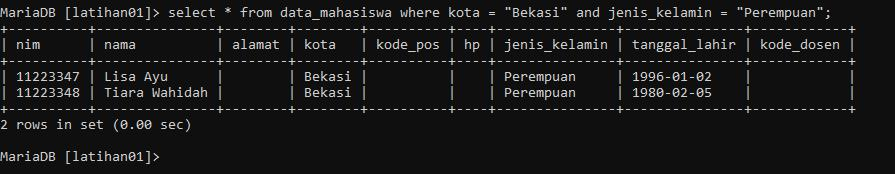 MariaDB [latihan01]> select * from data_mahasiswa where kota = "Bekasi" and jenis_kelamin = "Perempuan";
+----------+---------------+--------+--------+----------+----+---------------+---------------+------------+
| nim      | nama          | alamat | kota   | kode_pos | hp | jenis_kelamin | tanggal_lahir | kode_dosen |
+----------+---------------+--------+--------+----------+----+---------------+---------------+------------+
| 11223347 | Lisa Ayu      |        | Bekasi |          |    | Perempuan     | 1996-01-02    |            |
| 11223348 | Tiara Wahidah |        | Bekasi |          |    | Perempuan     | 1980-02-05    |            |
+----------+---------------+--------+--------+----------+----+---------------+---------------+------------+
2 rows in set (0.00 sec)
MariaDB [latihan01]>